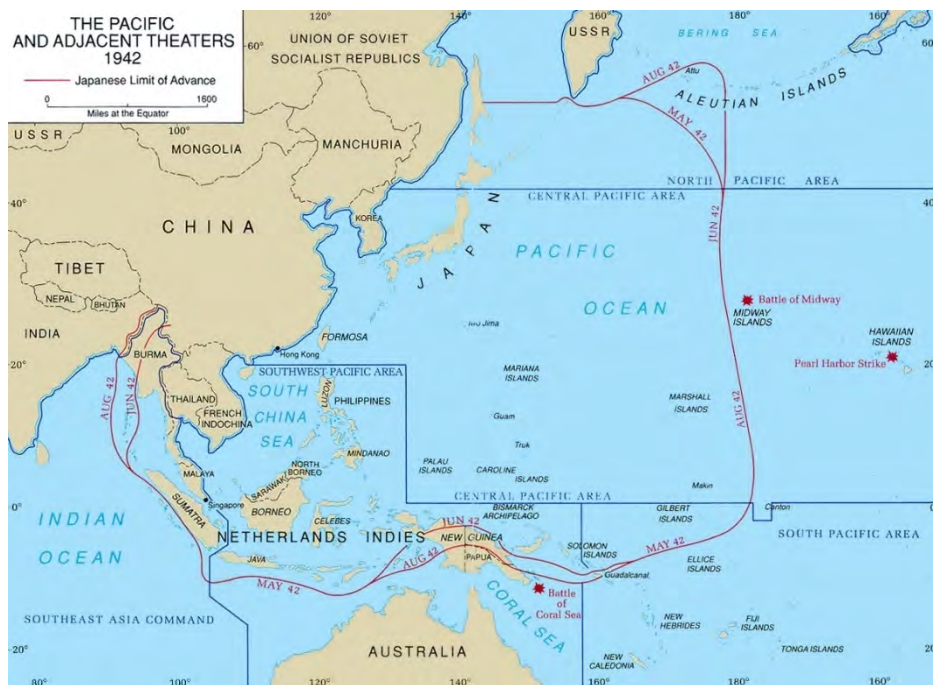 THE PACIFIC
AND ADJACENT THEATERS
1942
Japanese Limit of Advance
0 1600
Miles at the Equator
120° 140° 160° 180° 160°
60° 60°
UNION OF SOVIET
SOCIALIST REPUBLICS
USSR
BERING SEA
AUG 42
Attu
ALEUTIAN ISLANDS
MAY 42
USSR
100°
MONGOLIA
MANCHURIA
NORTH PACIFIC AREA
CENTRAL PACIFIC AREA
40° 40
CHINA
KOREA
JAPAN
JUN 42
PACIFIC
OCEAN
TIBET
NEPAL
BHUTAN
INDIA
Battle of Midway
MIDWAY
ISLANDS
HAWAIIAN
ISLANDS
Pearl Harbor Strike
Iwo Jima
FORMOSA
BURMA
Hong Kong
20° 20
SOUTHWEST PACIFIC AREA
AUG 42
JUN 42
THAILAND
FRENCH
INDOCHINA
SOUTH
CHINA
SEA
LUZON
PHILIPPINES
MARIANA
ISLANDS
Guam
MARSHALL
ISLANDS
AUG 42
Truk
MINDANAO
PALAU
ISLANDS
CAROLINE
ISLANDS
Makin
MALAYA
NORTH
BORNEO
SARAWAK
0° 0°
Singapore
SUMATRA
BORNEO
CELEBES
CENTRAL PACIFIC AREA
BISMARCK
ARCHIPELAGO
GILBERT
ISLANDS
Canton
INDIAN
OCEAN
NETHERLANDS INDIES
JUN 42
NEW GUINEA
AUG 42
PAPUA
SOLOMON
ISLANDS
MAY 42
SOUTH PACIFIC AREA
JAVA
MAY 42
Guadalcanal
ELLICE
ISLANDS
Battle
of
Coral Sea
CORAL SEA
SOUTHEAST ASIA COMMAND
NEW
HEBRIDES
FIJI
ISLANDS
TONGA ISLANDS
20° 20
AUSTRALIA
NEW
CALEDONIA
80° 100° 120° 140° 160° 180° 160°